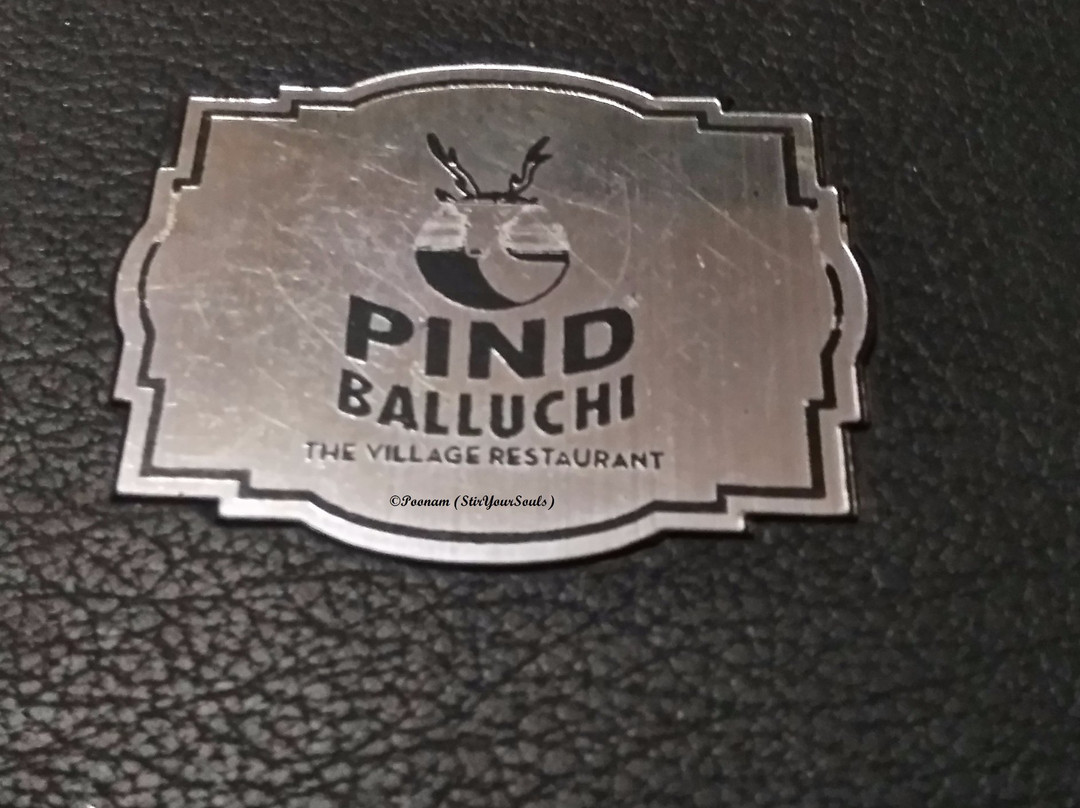 PIND
BALLUCHI
THE VILLAGE RESTAURANT
©Poonam (StirYourSouls)